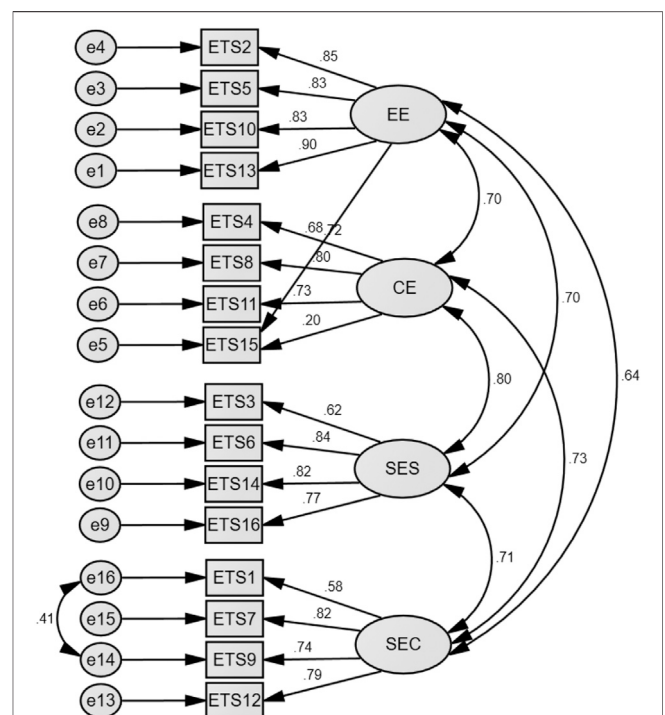 e4 ETS2 .85
e3 ETS5 .83 EE
e2 ETS10 .83
e1 ETS13 .90
.70
e8 ETS4 .68 .72
e7 ETS8 .80 CE
e6 ETS11 .73 .70
e5 ETS15 .20
.80 .64
e12 ETS3 .62
e11 ETS6 .84 .73
e10 ETS14 .82 SES
e9 ETS16 .77
.71
e16 ETS1 .58
.41 e15 ETS7 .82 SEC
e14 ETS9 .74
e13 ETS12 .79